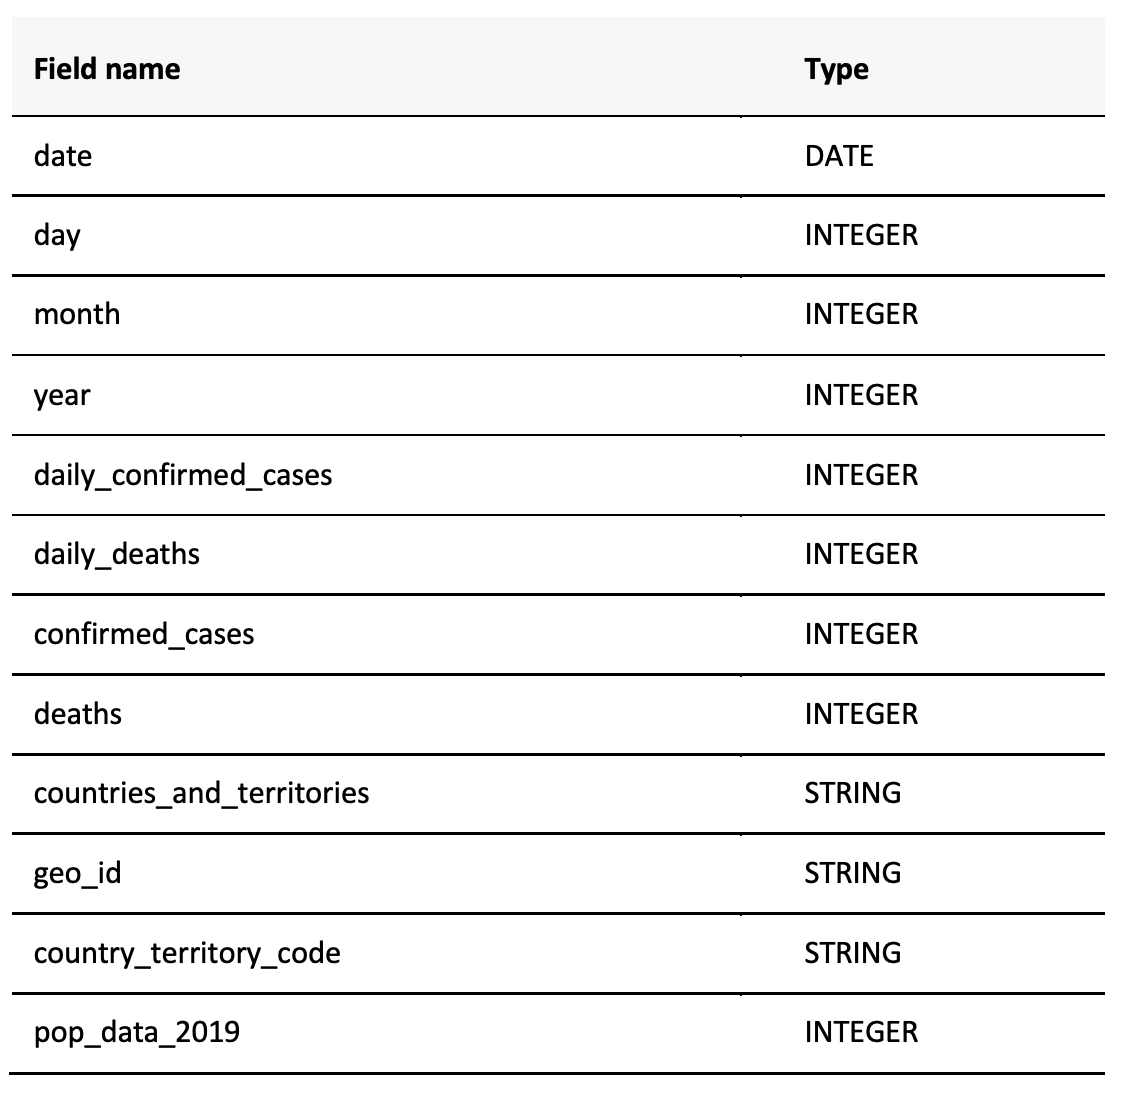 Field name Type
date DATE
day INTEGER
month INTEGER
year INTEGER
daily_confirmed_cases INTEGER
daily_deaths INTEGER
confirmed_cases INTEGER
deaths INTEGER
countries_and_territories STRING
geo_id STRING
country_territory_code STRING
pop_data_2019 INTEGER